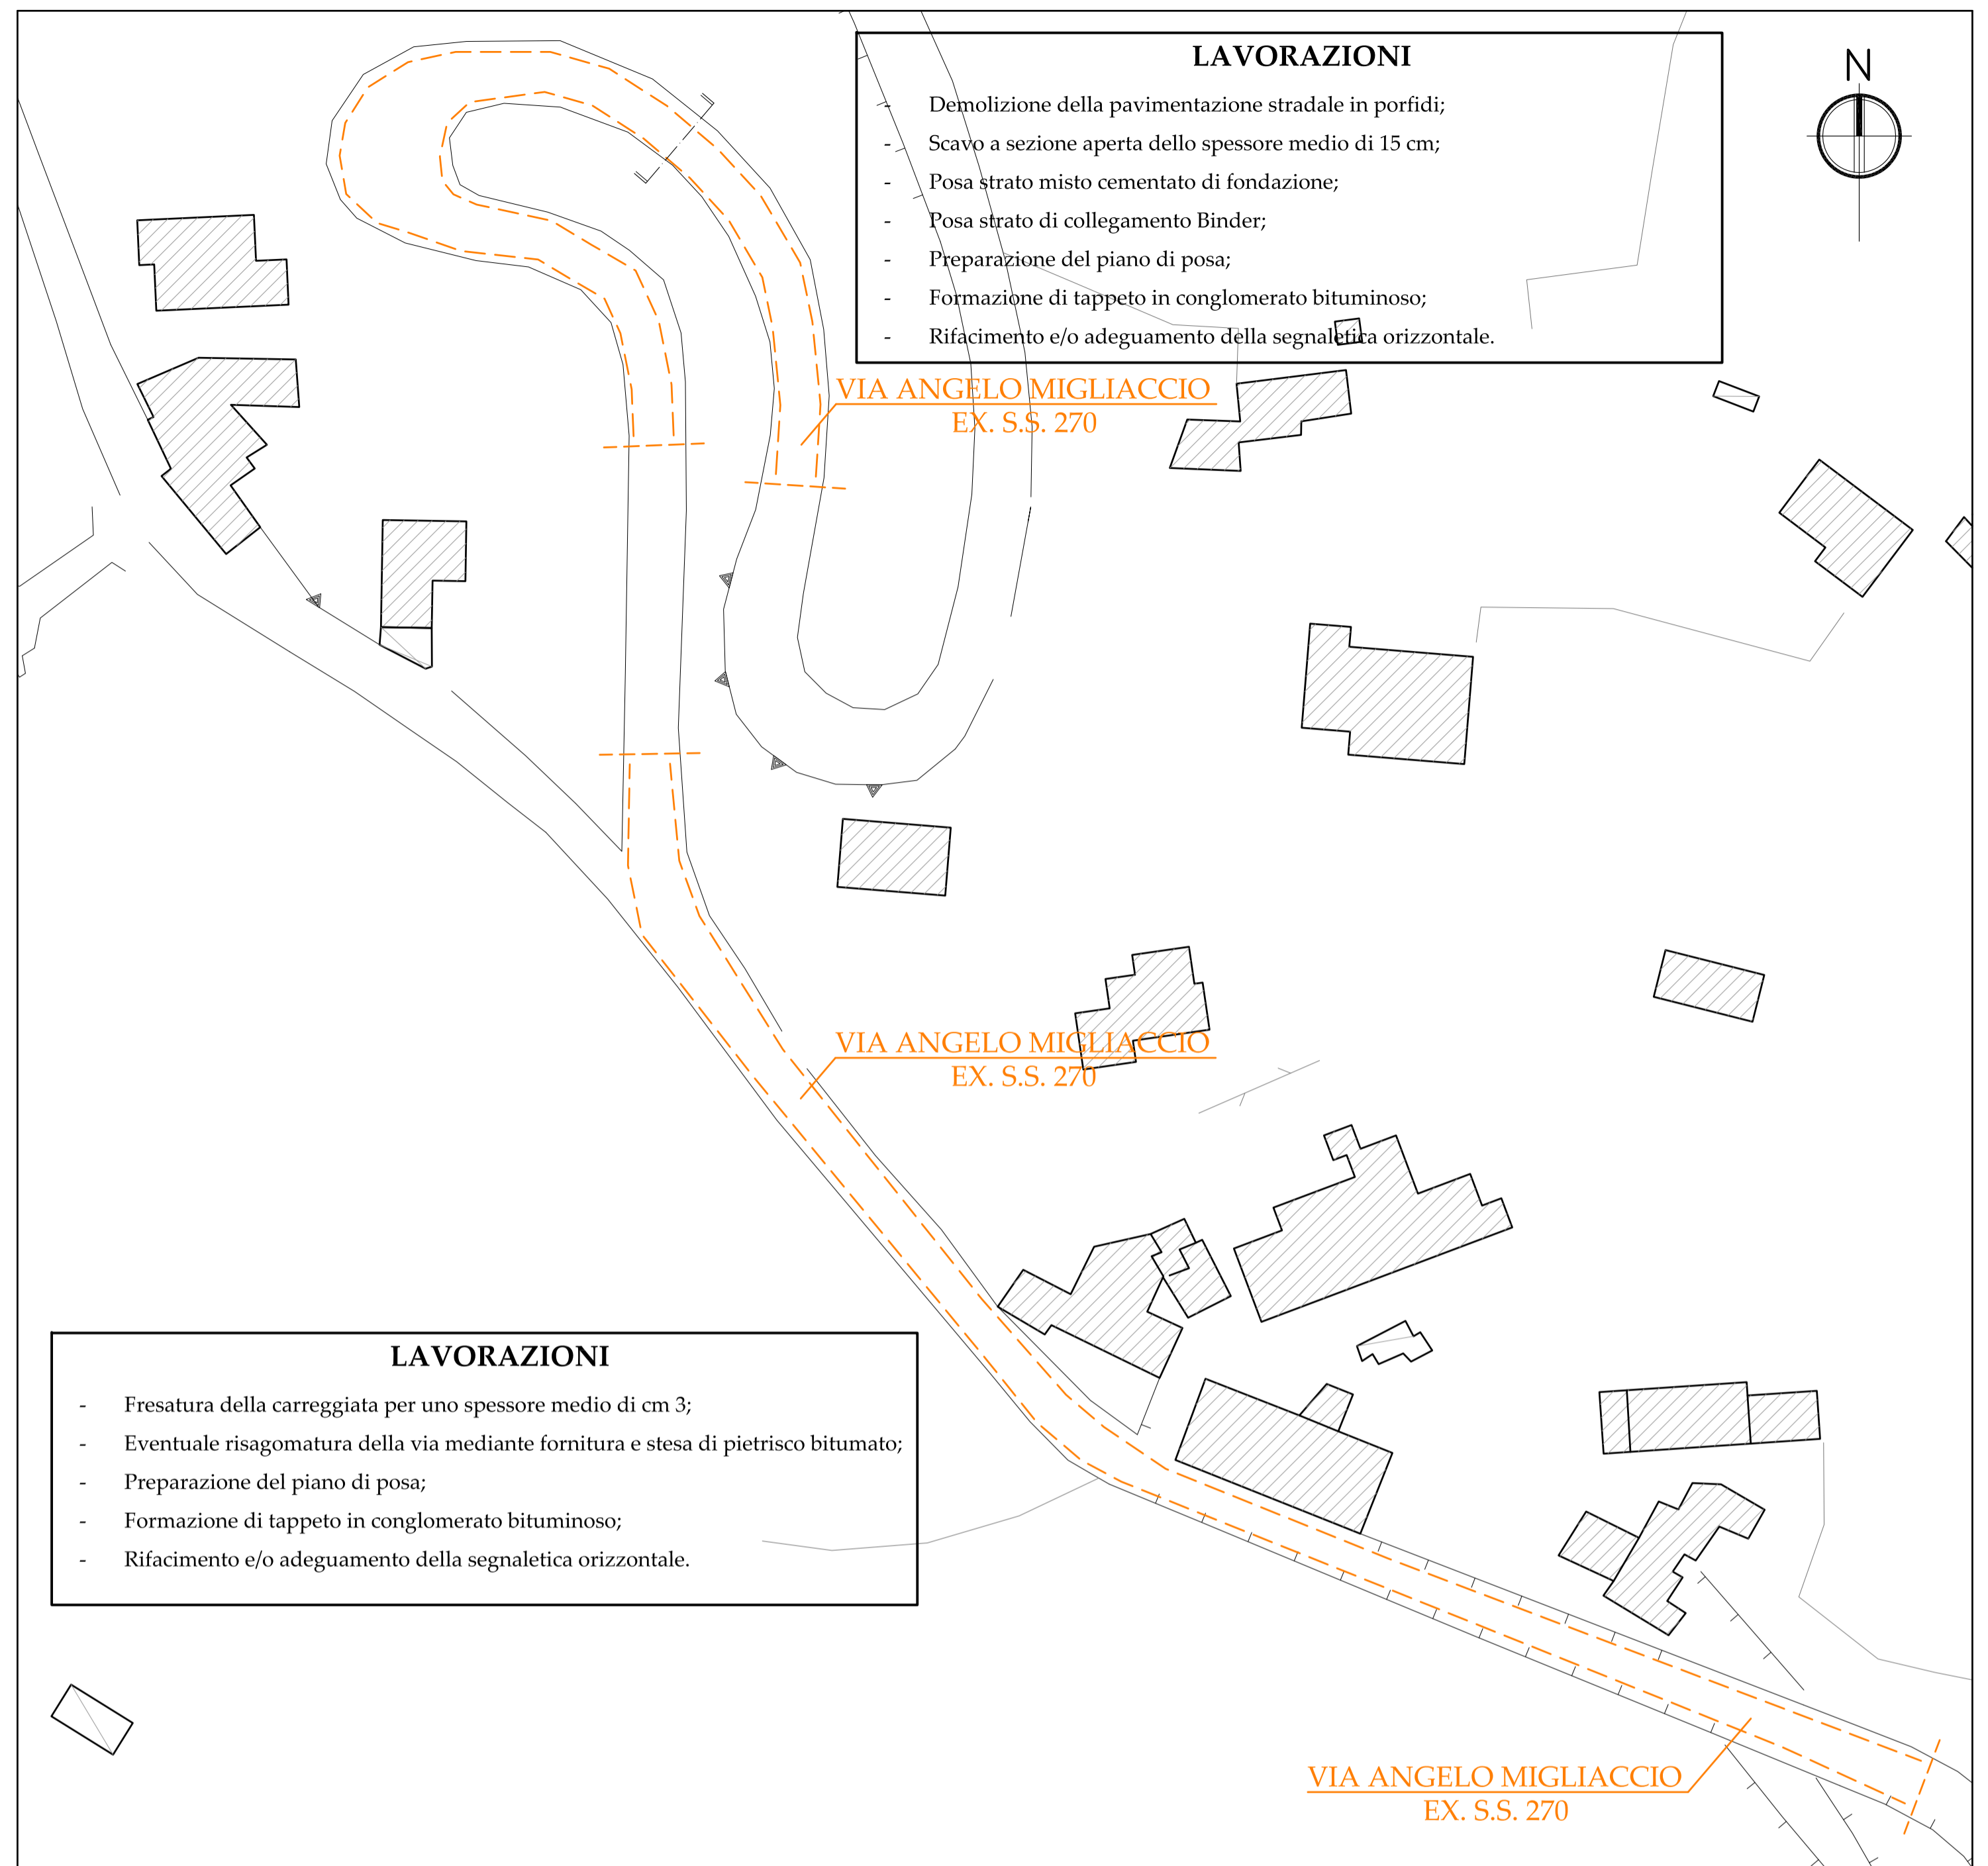 LAVORAZIONI
N
- Demolizione della pavimentazione stradale in porfidi;
- Scavo a sezione aperta dello spessore medio di 15 cm;
- Posa strato misto cementato di fondazione;
- Posa strato di collegamento Binder;
- Preparazione del piano di posa;
- Formazione di tappeto in conglomerato bituminoso;
- Rifacimento e/o adeguamento della segnaletica orizzontale.
VIA ANGELO MIGLIACCIO
EX. S.S. 270
VIA ANGELO MIGLIACCIO
EX. S.S. 270
LAVORAZIONI
- Fresatura della carreggiata per uno spessore medio di cm 3;
- Eventuale risagomatura della via mediante fornitura e stesa di pietrisco bitumato;
- Preparazione del piano di posa;
- Formazione di tappeto in conglomerato bituminoso;
- Rifacimento e/o adeguamento della segnaletica orizzontale.
VIA ANGELO MIGLIACCIO
EX. S.S. 270